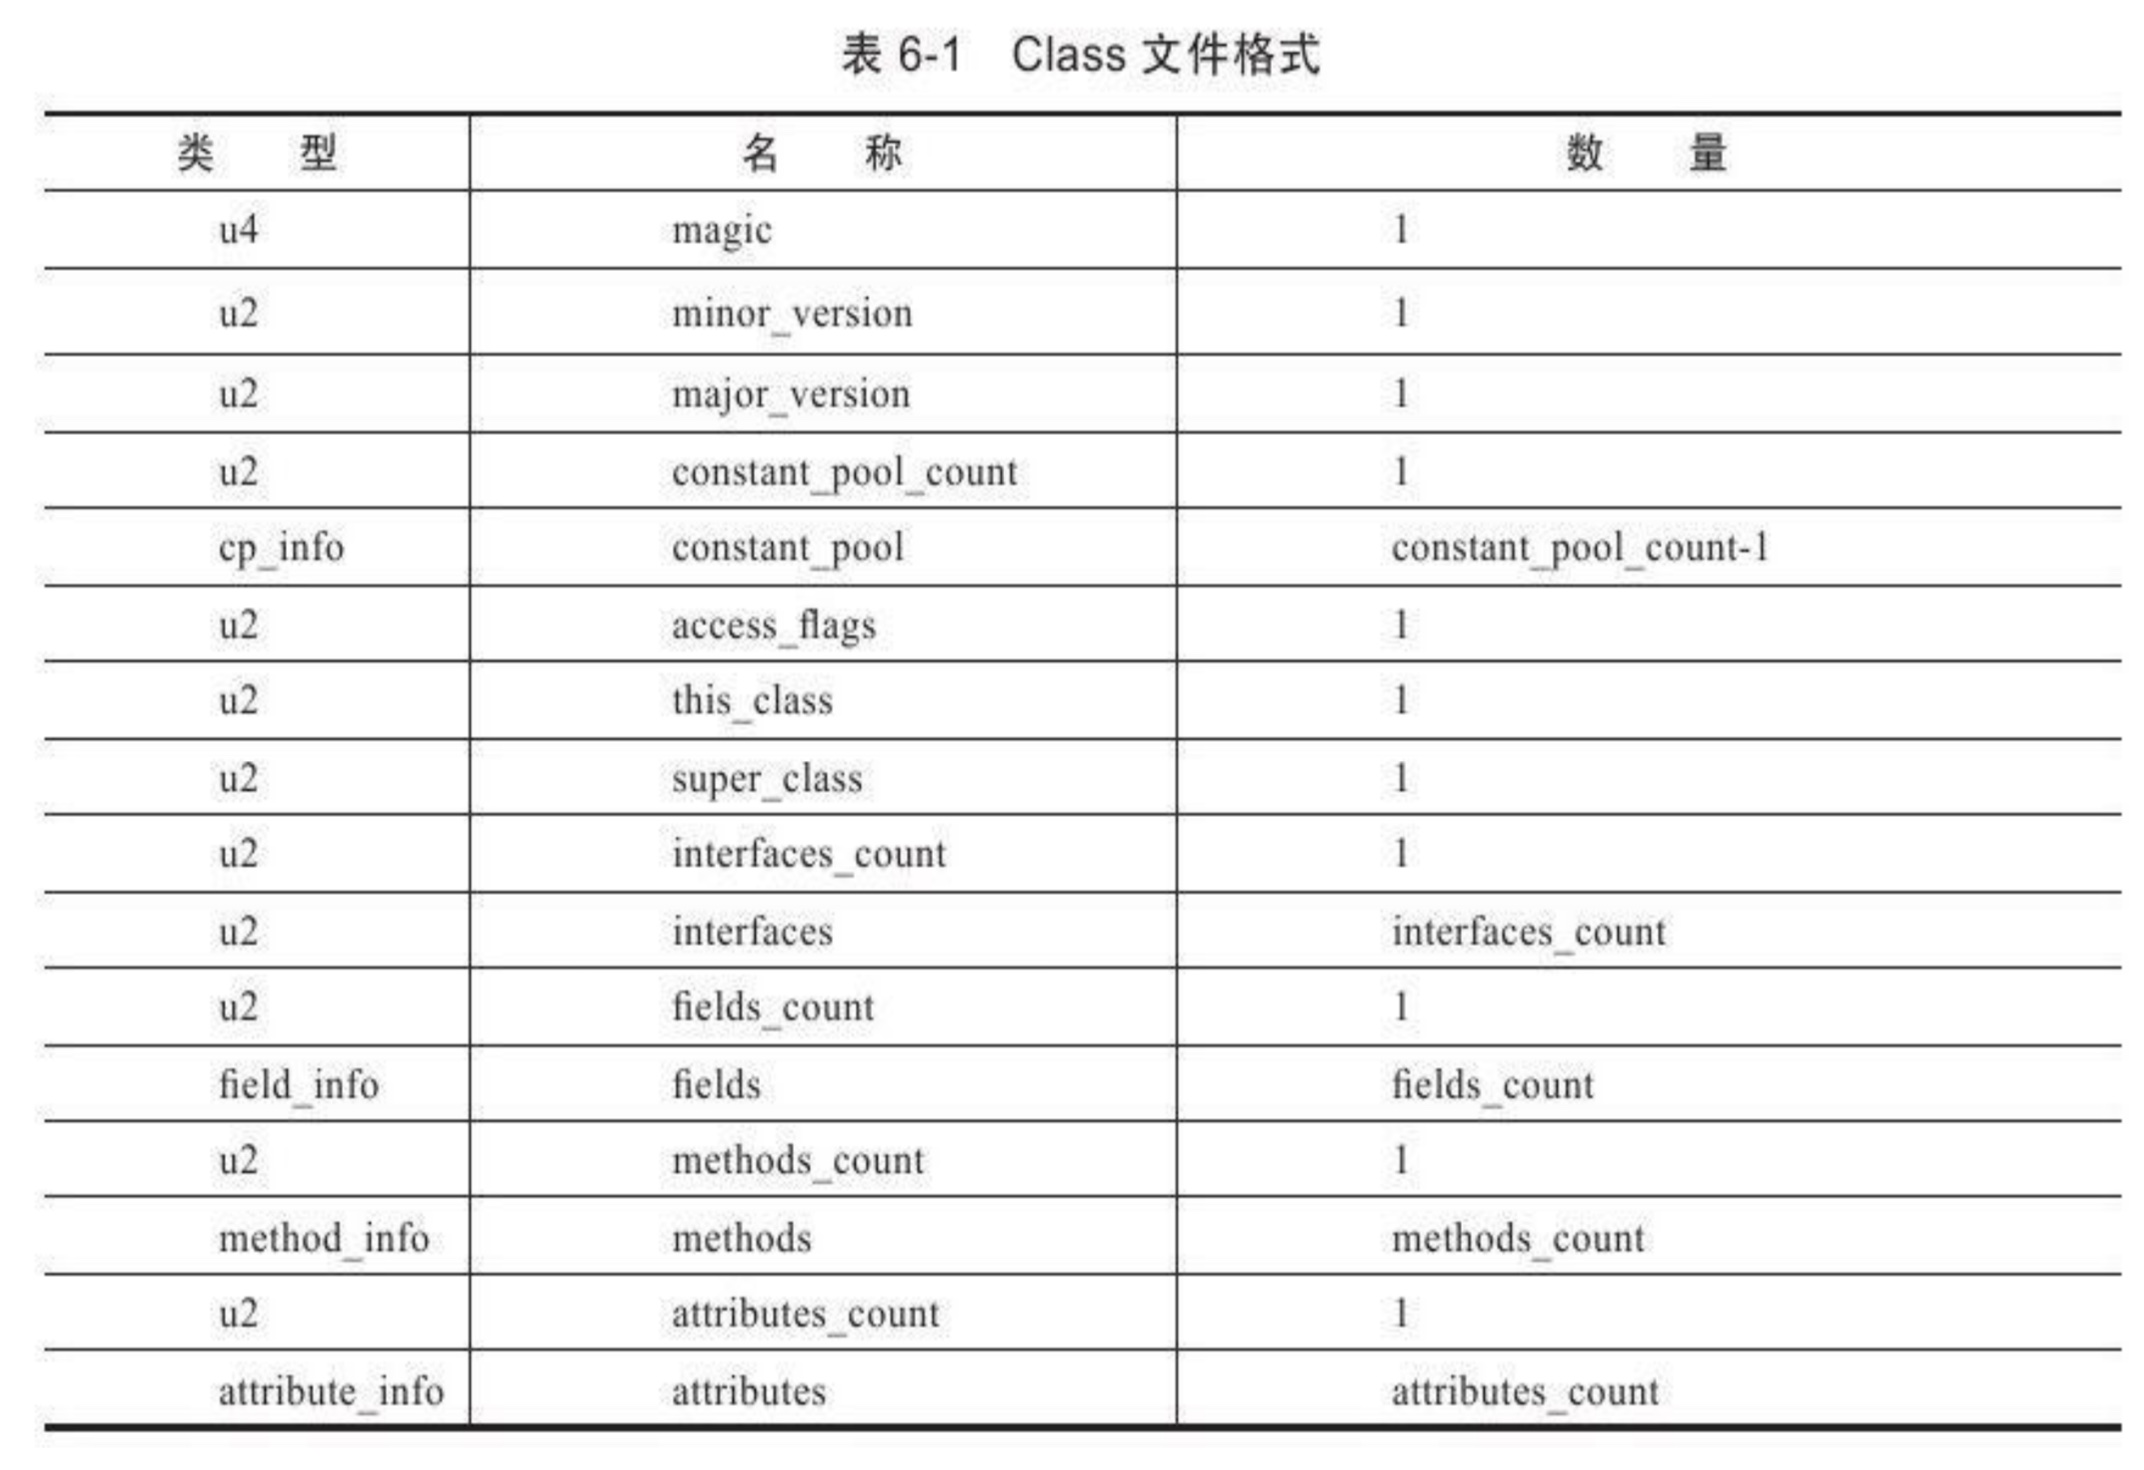 表 6-1 Class 文件格式
类 型 名 称 数 量
u4 magic 1
u2 minor_version 1
u2 major_version 1
u2 constant_pool_count 1
cp_info constant_pool constant_pool_count-1
u2 access_flags 1
u2 this_class 1
u2 super_class 1
u2 interfaces_count 1
u2 interfaces interfaces_count
u2 fields_count 1
field_info fields fields_count
u2 methods_count 1
method_info methods methods_count
u2 attributes_count 1
attribute_info attributes attributes_count